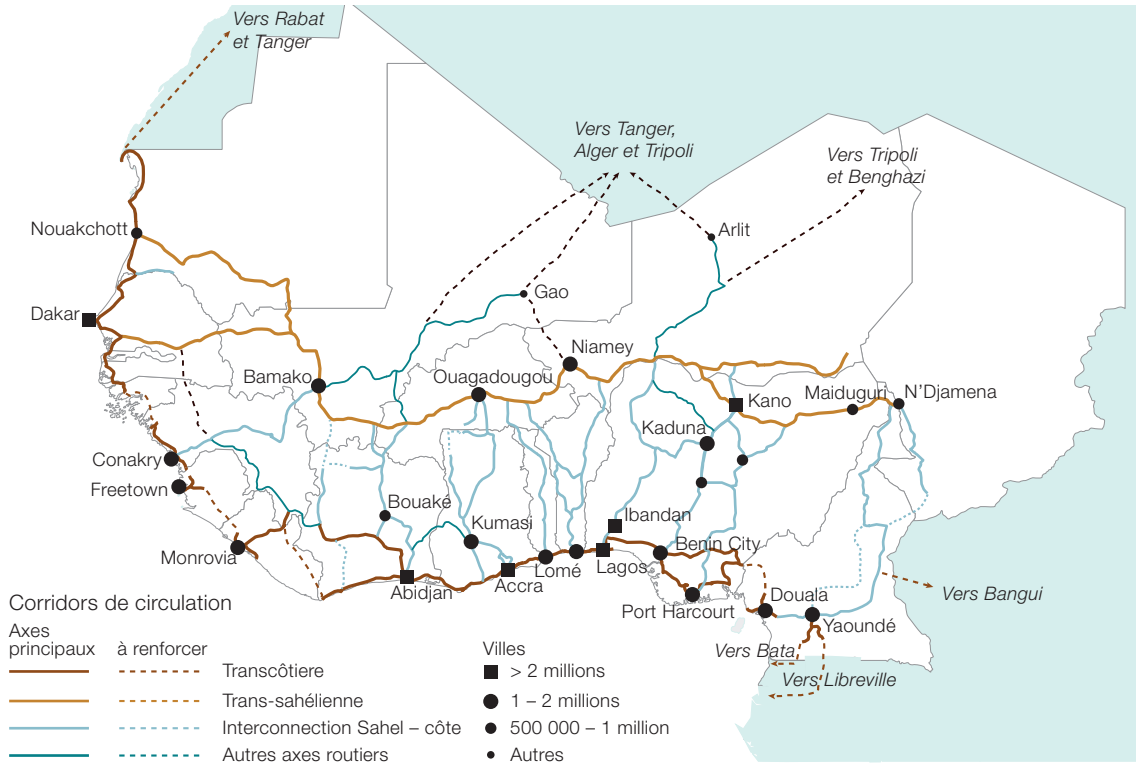 Vers Rabat
et Tanger
Vers Tanger,
Alger et Tripoli
Vers Tripoli
et Benghazi
Nouakchott
Arlit
Gao
Dakar
Niamey
Bamako
Ouagadougou
Kano
Maiduguri
N'Djamena
Kaduna
Conakry
Freetown
Bouaké
Kumasi
Ibandan
Monrovia
Benin City
Lomé
Lagos
Abidjan
Accra
Port Harcourt
Douala
Yaoundé
Vers Bangui
Vers Bata
Vers Libreville
Corridors de circulation
Axes
principaux
à renforcer
Transcôtière
Trans-sahélienne
Interconnection Sahel – côte
Autres axes routiers
Villes
> 2 millions
1 – 2 millions
500 000 – 1 million
Autres